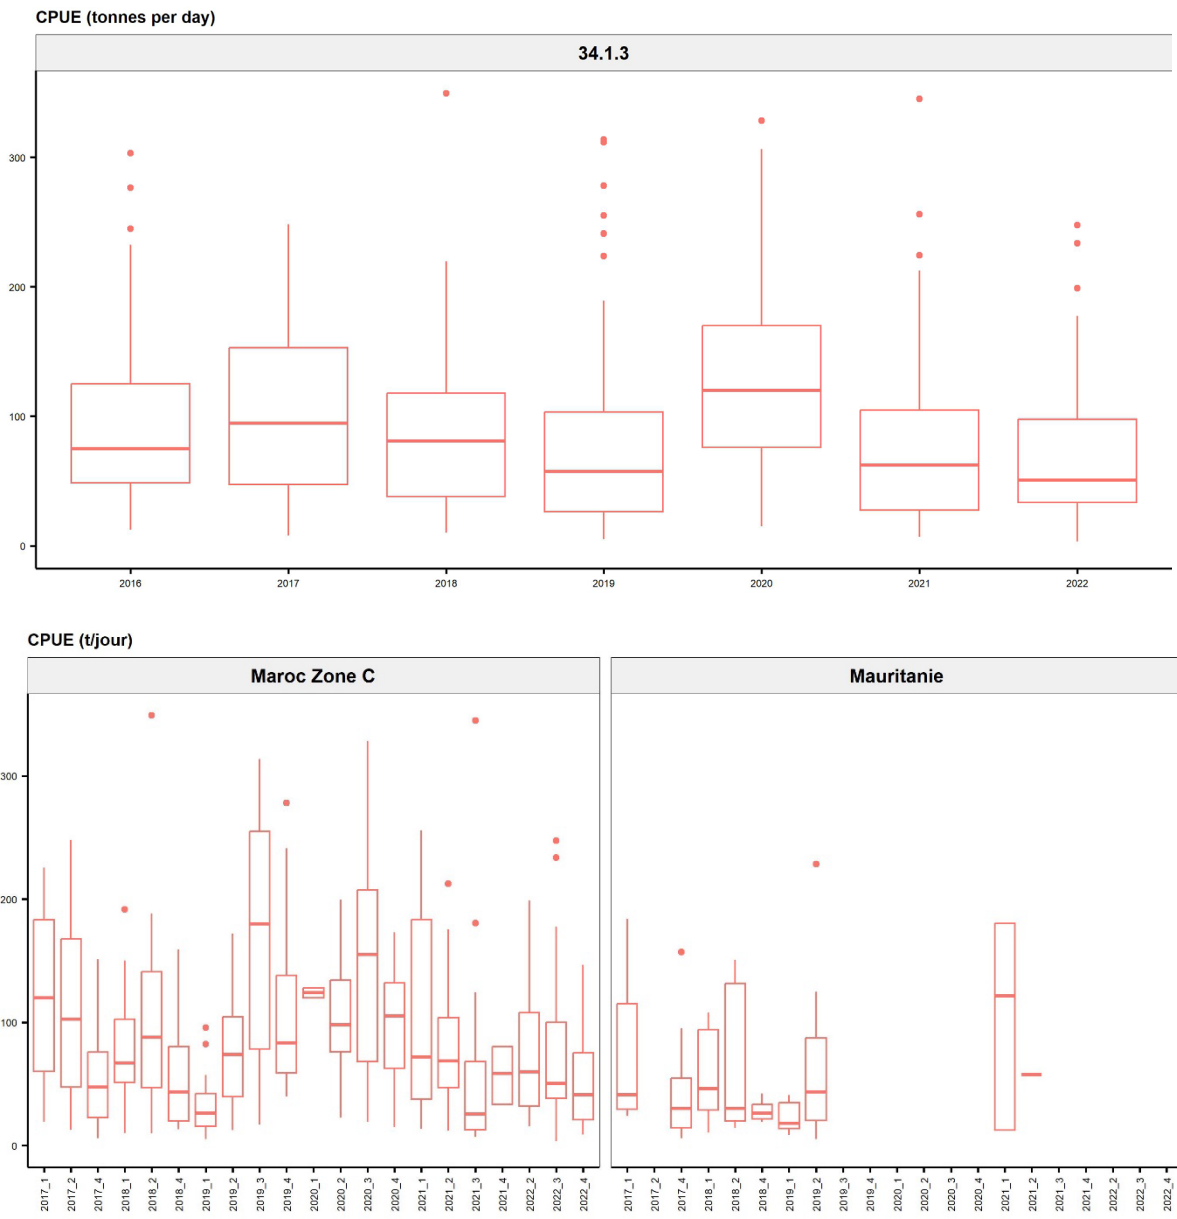 CPUE (tonnes per day)
34.1.3
300
200
100
0
2016 2017 2018 2019 2020 2021 2022
CPUE (t/jour)
Maroc Zone C Mauritanie
300
200
100
0
2017_1 2017_2 2017_4 2018_1 2018_2 2018_4 2019_1 2019_2 2019_3 2019_4 2020_1 2020_2 2020_3 2020_4 2021_1 2021_2 2021_3 2021_4 2022_2 2022_3 2022_4 2017_1 2017_2 2017_4 2018_1 2018_2 2018_4 2019_1 2019_2 2019_3 2019_4 2020_1 2020_2 2020_3 2020_4 2021_1 2021_2 2021_3 2021_4 2022_2 2022_3 2022_4